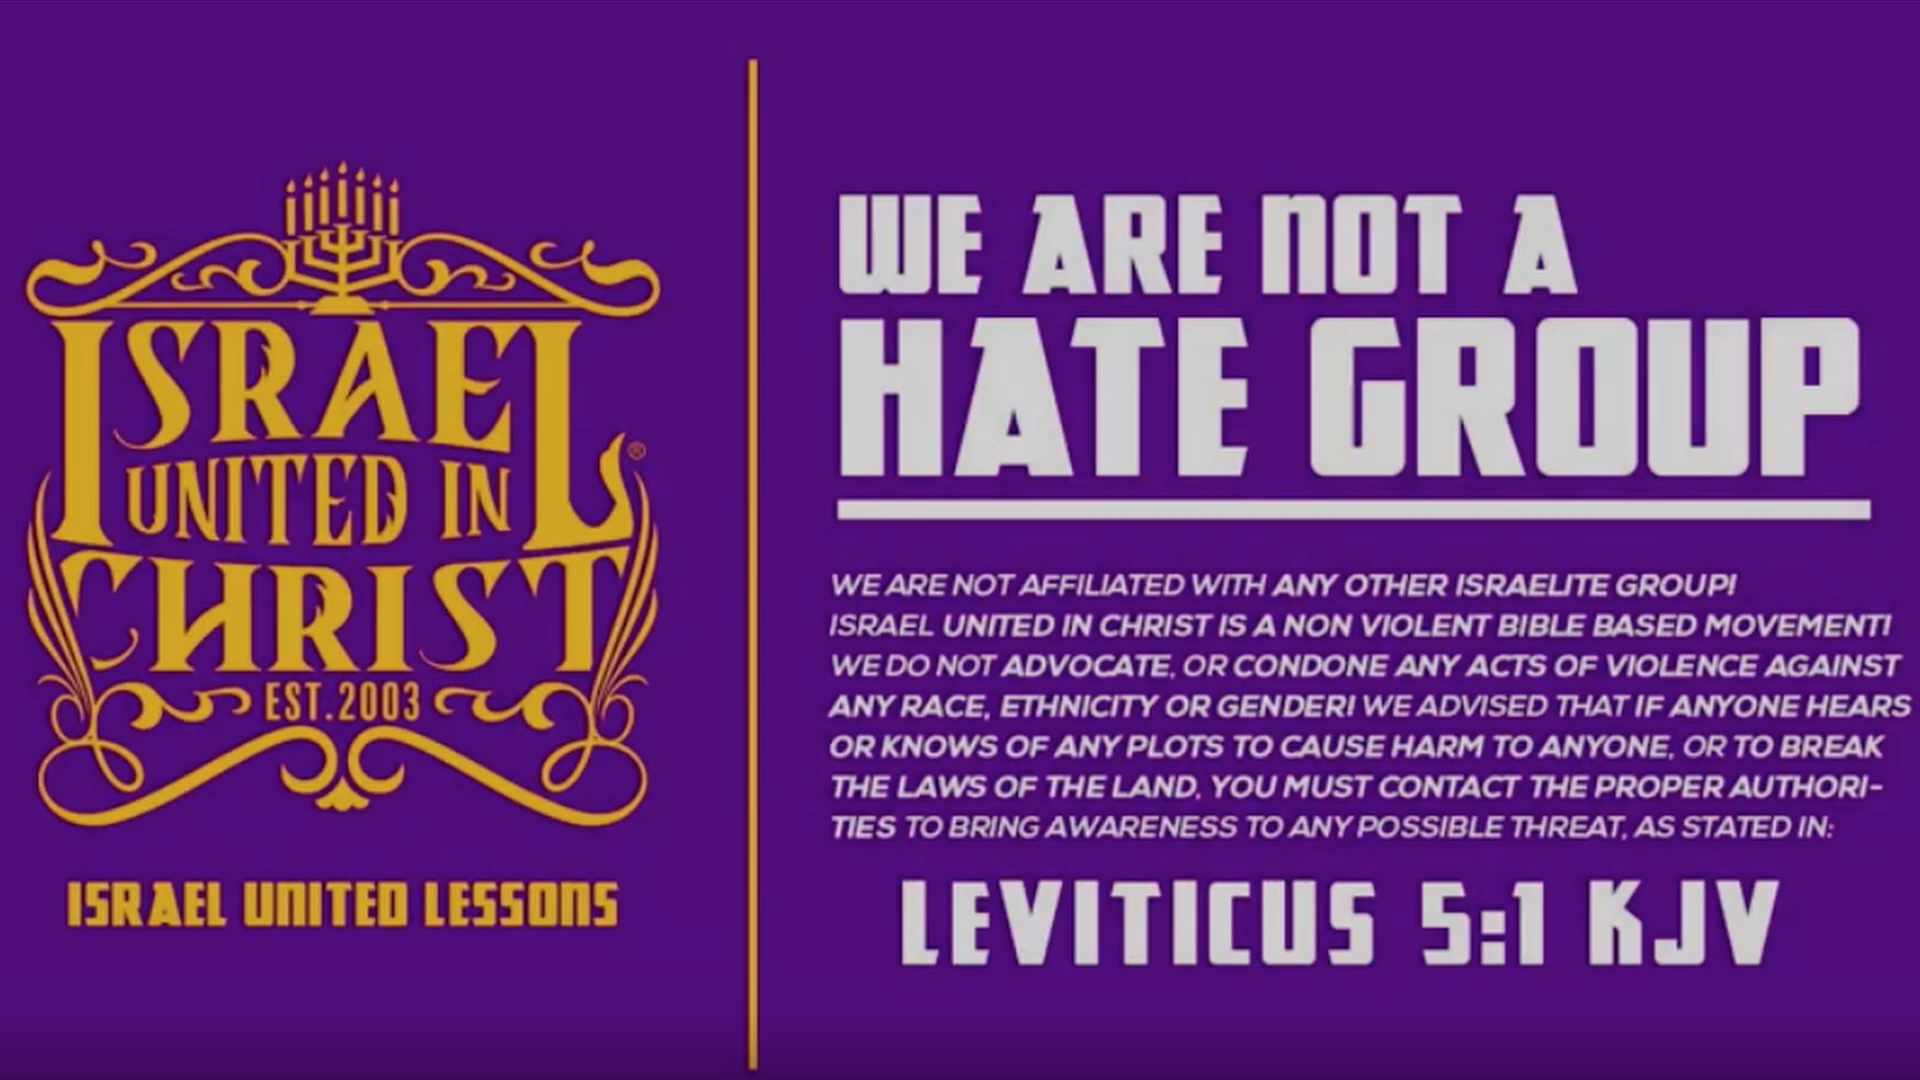 ISRAEL
UNITED IN
CHRIST®
EST.2003
ISRAEL UNITED LESSONS
WE ARE NOT A
HATE GROUP
WE ARE NOT AFFILIATED WITH ANY OTHER ISRAELITE GROUP!
ISRAEL UNITED IN CHRIST IS A NON VIOLENT BIBLE BASED MOVEMENT!
WE DO NOT ADVOCATE, OR CONDONE ANY ACTS OF VIOLENCE AGAINST
ANY RACE, ETHNICITY OR GENDER! WE ADVISED THAT IF ANYONE HEARS
OR KNOWS OF ANY PLOTS TO CAUSE HARM TO ANYONE, OR TO BREAK
THE LAWS OF THE LAND, YOU MUST CONTACT THE PROPER AUTHORI-
TIES TO BRING AWARENESS TO ANY POSSIBLE THREAT, AS STATED IN:
LEVITICUS 5:1 KJV